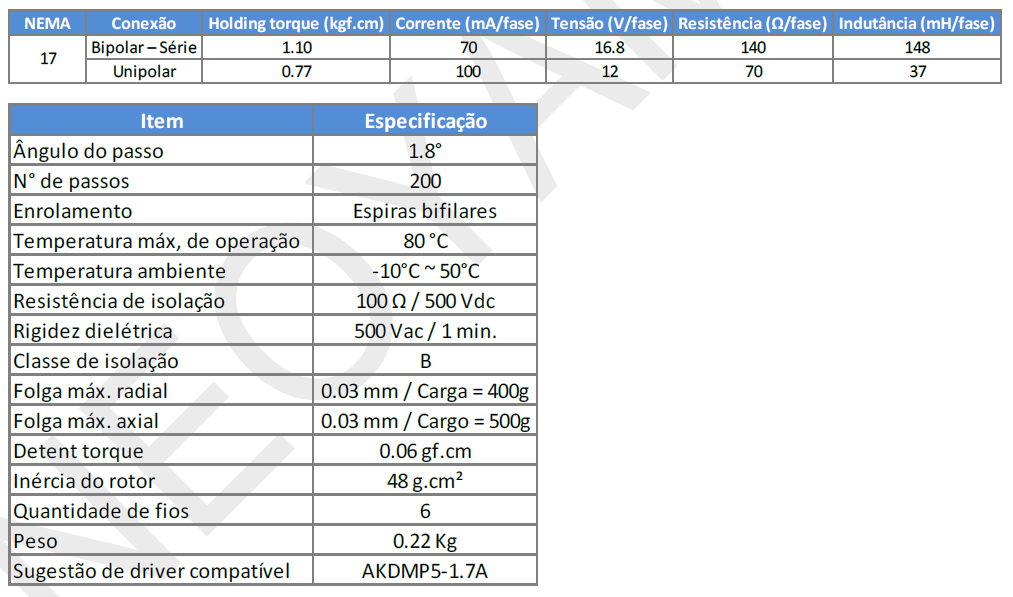 NEMA Conexão Holding torque (kgf.cm) Corrente (mA/fase) Tensão (V/fase) Resistência (Ω/fase) Indutância (mH/fase)
17 Bipolar – Série 1.10 70 16.8 140 148
Unipolar 0.77 100 12 70 37
Item Especificação
Ângulo do passo 1.8°
N° de passos 200
Enrolamento Espiras bifilares
Temperatura máx, de operação 80 °C
Temperatura ambiente -10°C ~ 50°C
Resistência de isolação 100 Ω / 500 Vdc
Rigidez dielétrica 500 Vac / 1 min.
Classe de isolação B
Folga máx. radial 0.03 mm / Carga = 400g
Folga máx. axial 0.03 mm / Cargo = 500g
Detent torque 0.06 gf.cm
Inércia do rotor 48 g.cm²
Quantidade de fios 6
Peso 0.22 Kg
Sugestão de driver compatível AKDMP5-1.7A
NEOYAM